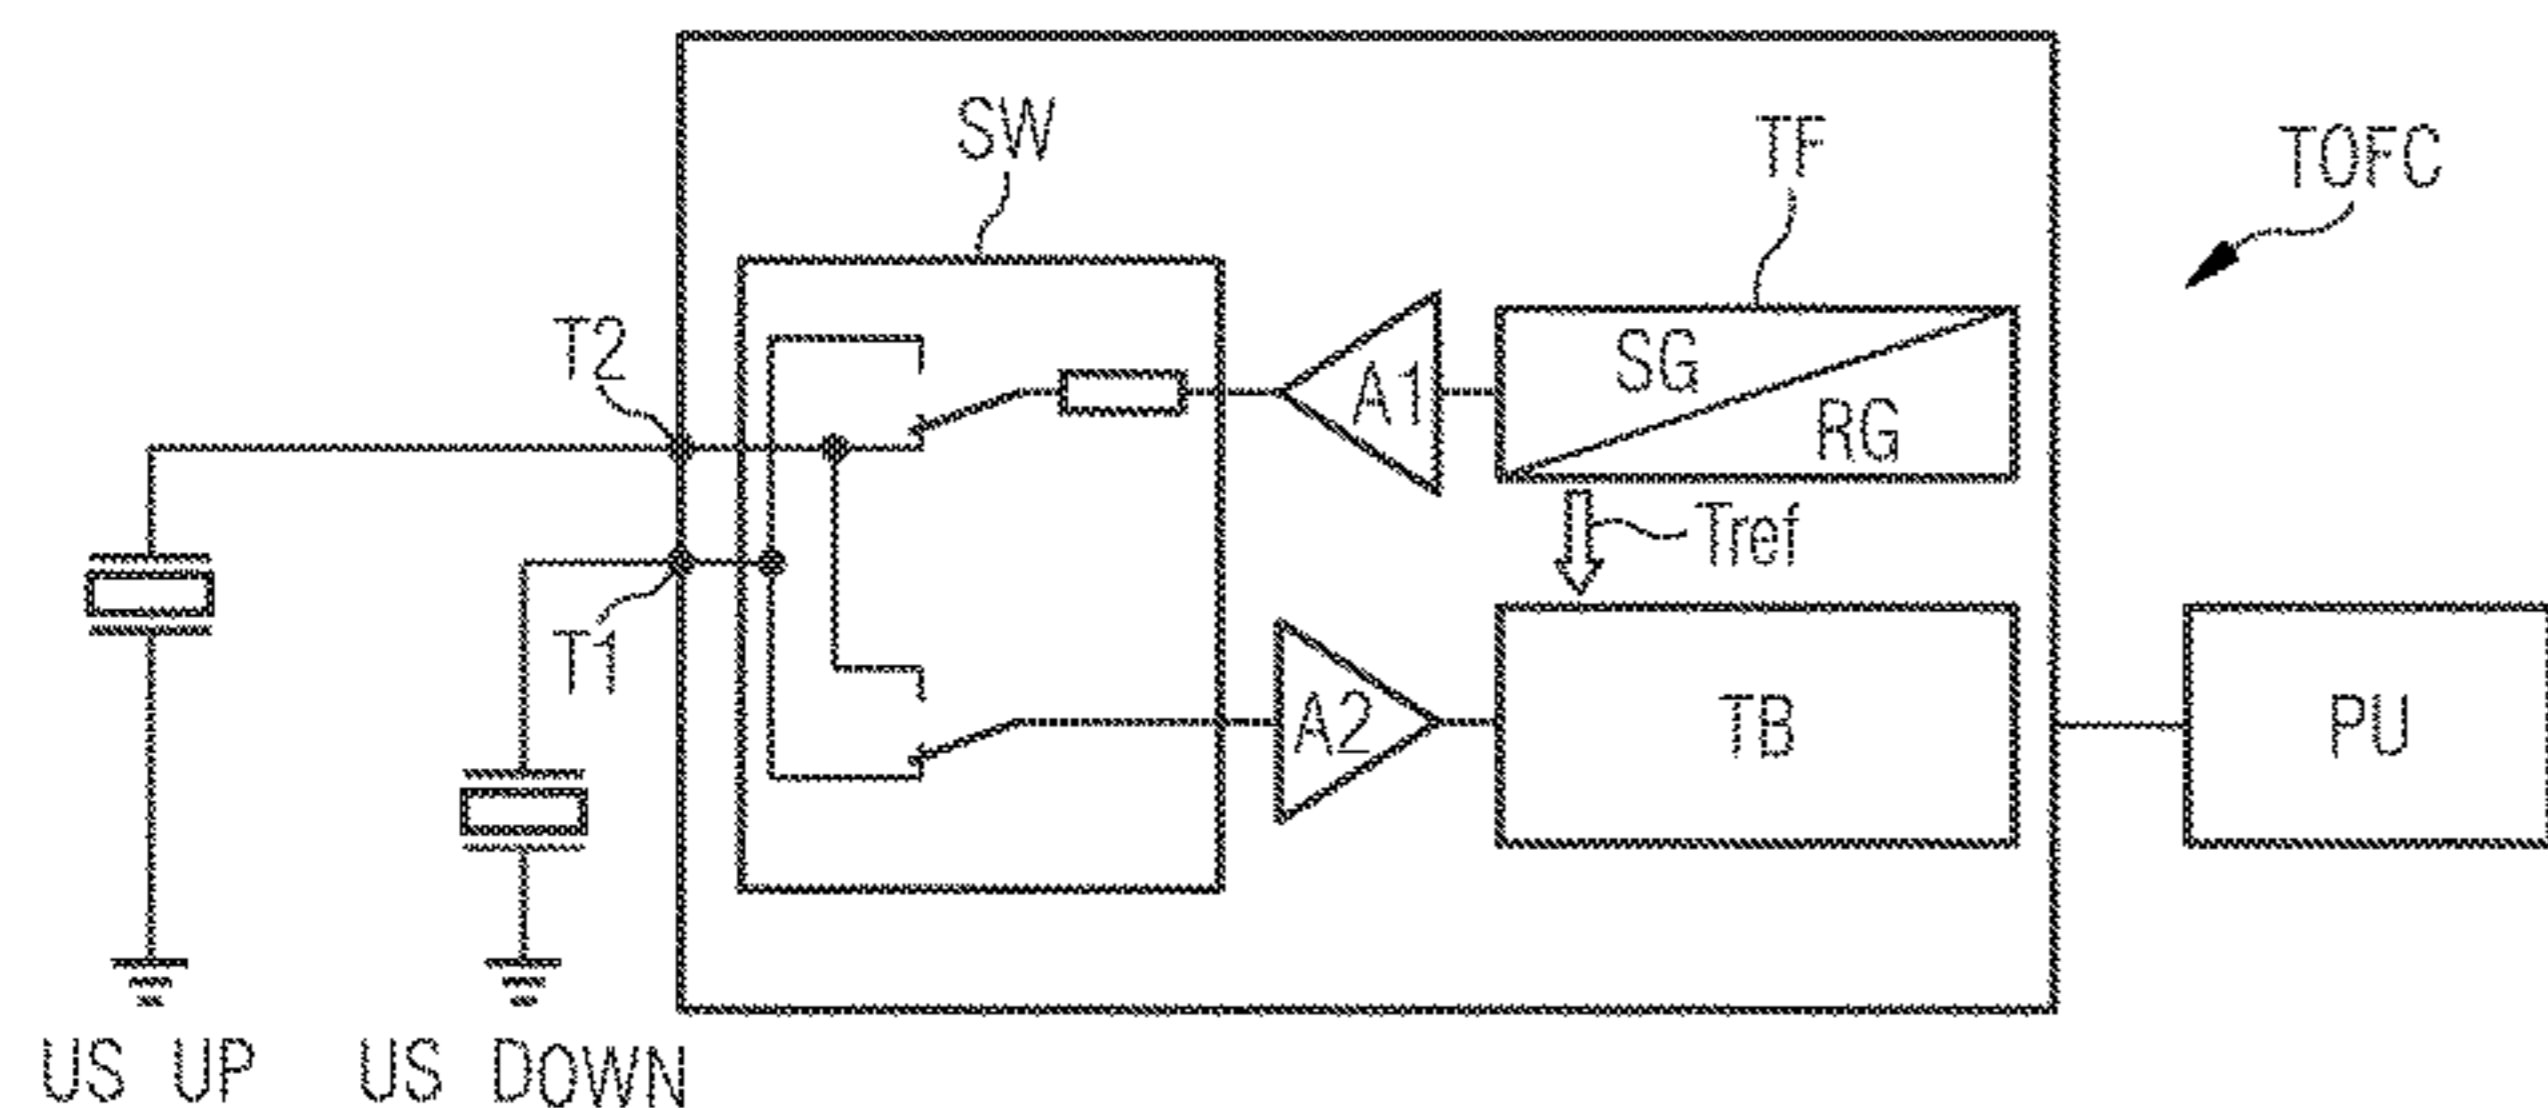 SW
TF
TOFC
T2
SG
A1
RG
Tref
T1
A2
TB
PU
US UP
US DOWN